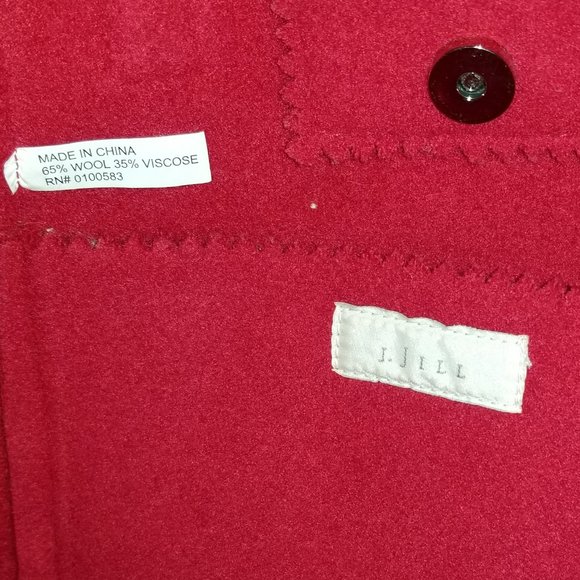 MADE IN CHINA
65% WOOL 35% VISCOSE
RN# 0100583
J.JILL